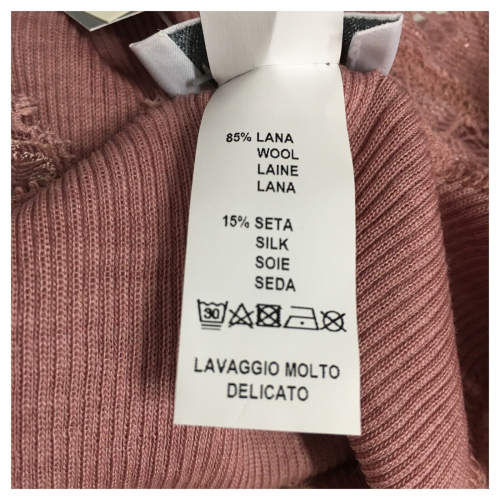 85% LANA
WOOL
LAINE
LANA
15% SETA
SILK
SOIE
SEDA
30
LAVAGGIO MOLTO
DELICATO